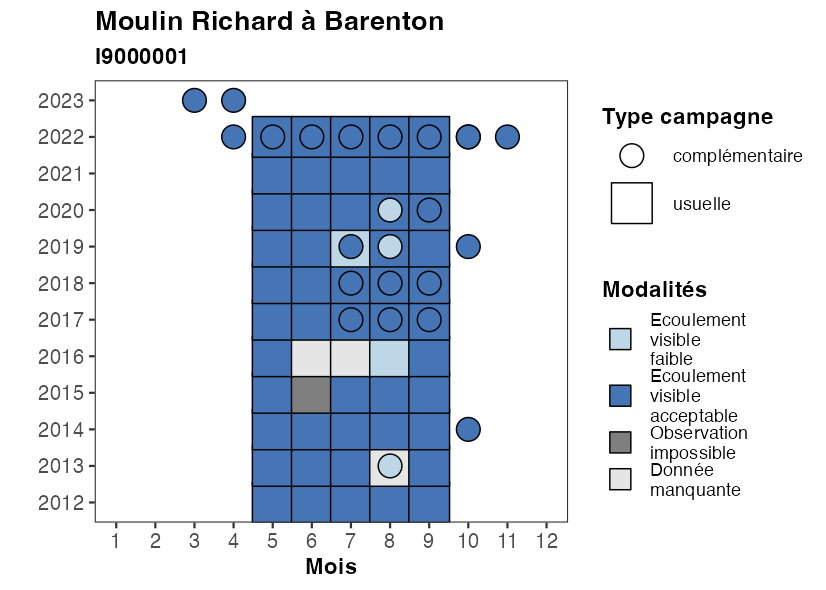 Moulin Richard à Barenton
I9000001
2023
2022
2021
2020
2019
2018
2017
2016
2015
2014
2013
2012
1 2 3 4 5 6 7 8 9 10 11 12
Mois
Type campagne
complémentaire
usuelle
Modalités
Ecoulement
visible
faible
Ecoulement
visible
acceptable
Observation
impossible
Donnée
manquante